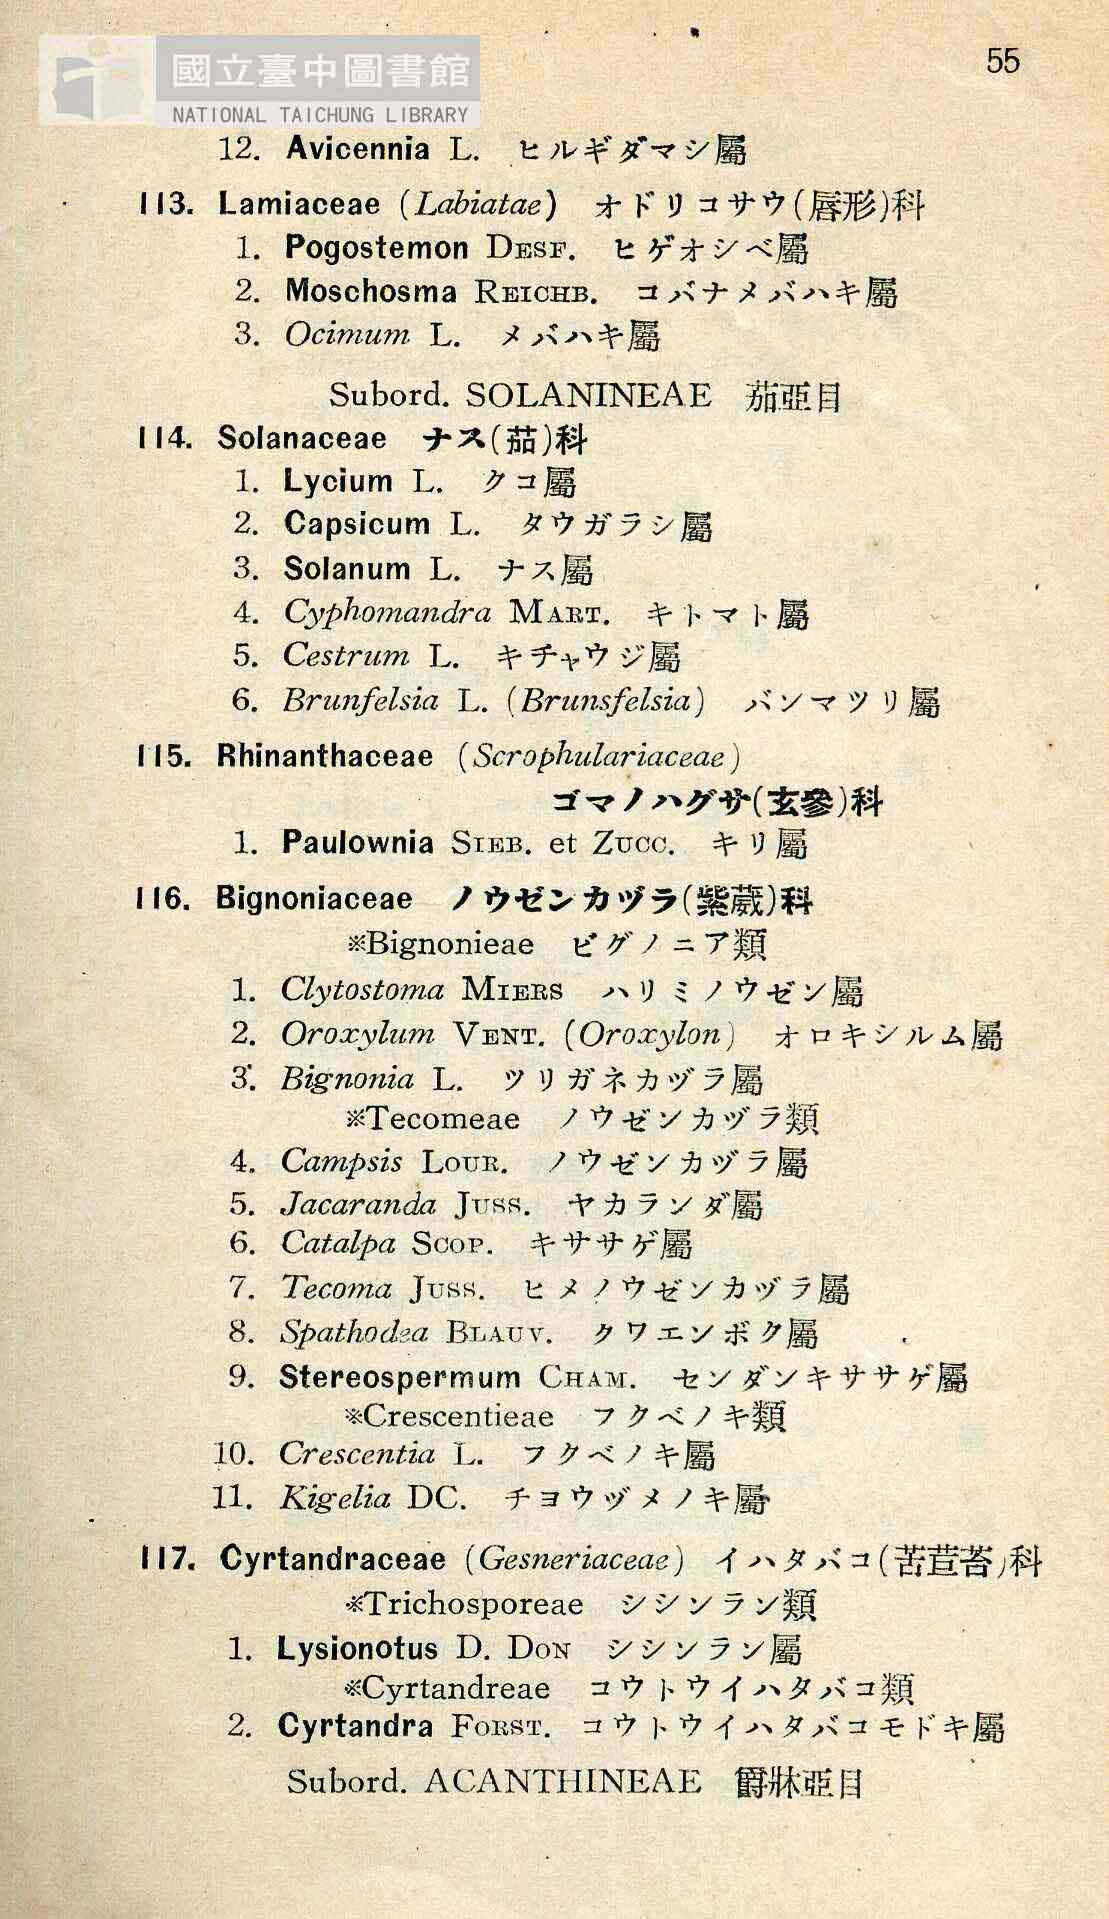 國立臺中圖書館
NATIONAL TAICHUNG LIBRARY
55
12. Avicennia L. ヒルギダマシ屬
113. Lamiaceae (Labiatae) オドリコサウ(唇形)科
1. Pogostemon DESF. ヒゲオシベ屬
2. Moschosma REICHB. コバナメバハキ屬
3. Ocimum L. メバハキ屬
Subord. SOLANINEAE 茄亞目
114. Solanaceae ナス(茄)科
1. Lycium L. クコ屬
2. Capsicum L. タウガラシ屬
3. Solanum L. ナス屬
4. Cyphomandra MART. キトマト屬
5. Cestrum L. キチャウジ屬
6. Brunfelsia L. (Brunsfelsia) バンマツリ屬
115. Rhinanthaceae (Scrophulariaceae)
ゴマノハグサ(玄參)科
1. Paulownia SIEB. et ZUCC. キリ屬
116. Bignoniaceae ノウゼンカヅラ(紫葳)科
※Bignonieae ビグノニア類
1. Clytostoma MIERS ハリミノウゼン屬
2. Oroxylum VENT. (Oroxylon) オロキシルム屬
3. Bignonia L. ツリガネカヅラ屬
※Tecomeae ノウゼンカヅラ類
4. Campsis LOUR. ノウゼンカヅラ屬
5. Jacaranda JUSS. ヤカランダ屬
6. Catalpa SCOP. キササゲ屬
7. Tecoma JUSS. ヒメノウゼンカヅラ屬
8. Spathodea BLAUV. クワエンボク屬
9. Stereospermum CHAM. センダンキササゲ屬
※Crescentieae フクベノキ類
10. Crescentia L. フクベノキ屬
11. Kigelia DC. チヨウヅメノキ屬
117. Cyrtandraceae (Gesneriaceae) イハタバコ(苦苣苔)科
※Trichosporeae シシンラン類
1. Lysionotus D. DON シシンラン屬
※Cyrtandreae コウトウイハタバコ類
2. Cyrtandra FORST. コウトウイハタバコモドキ屬
Subord. ACANTHINEAE 爵牀亞目